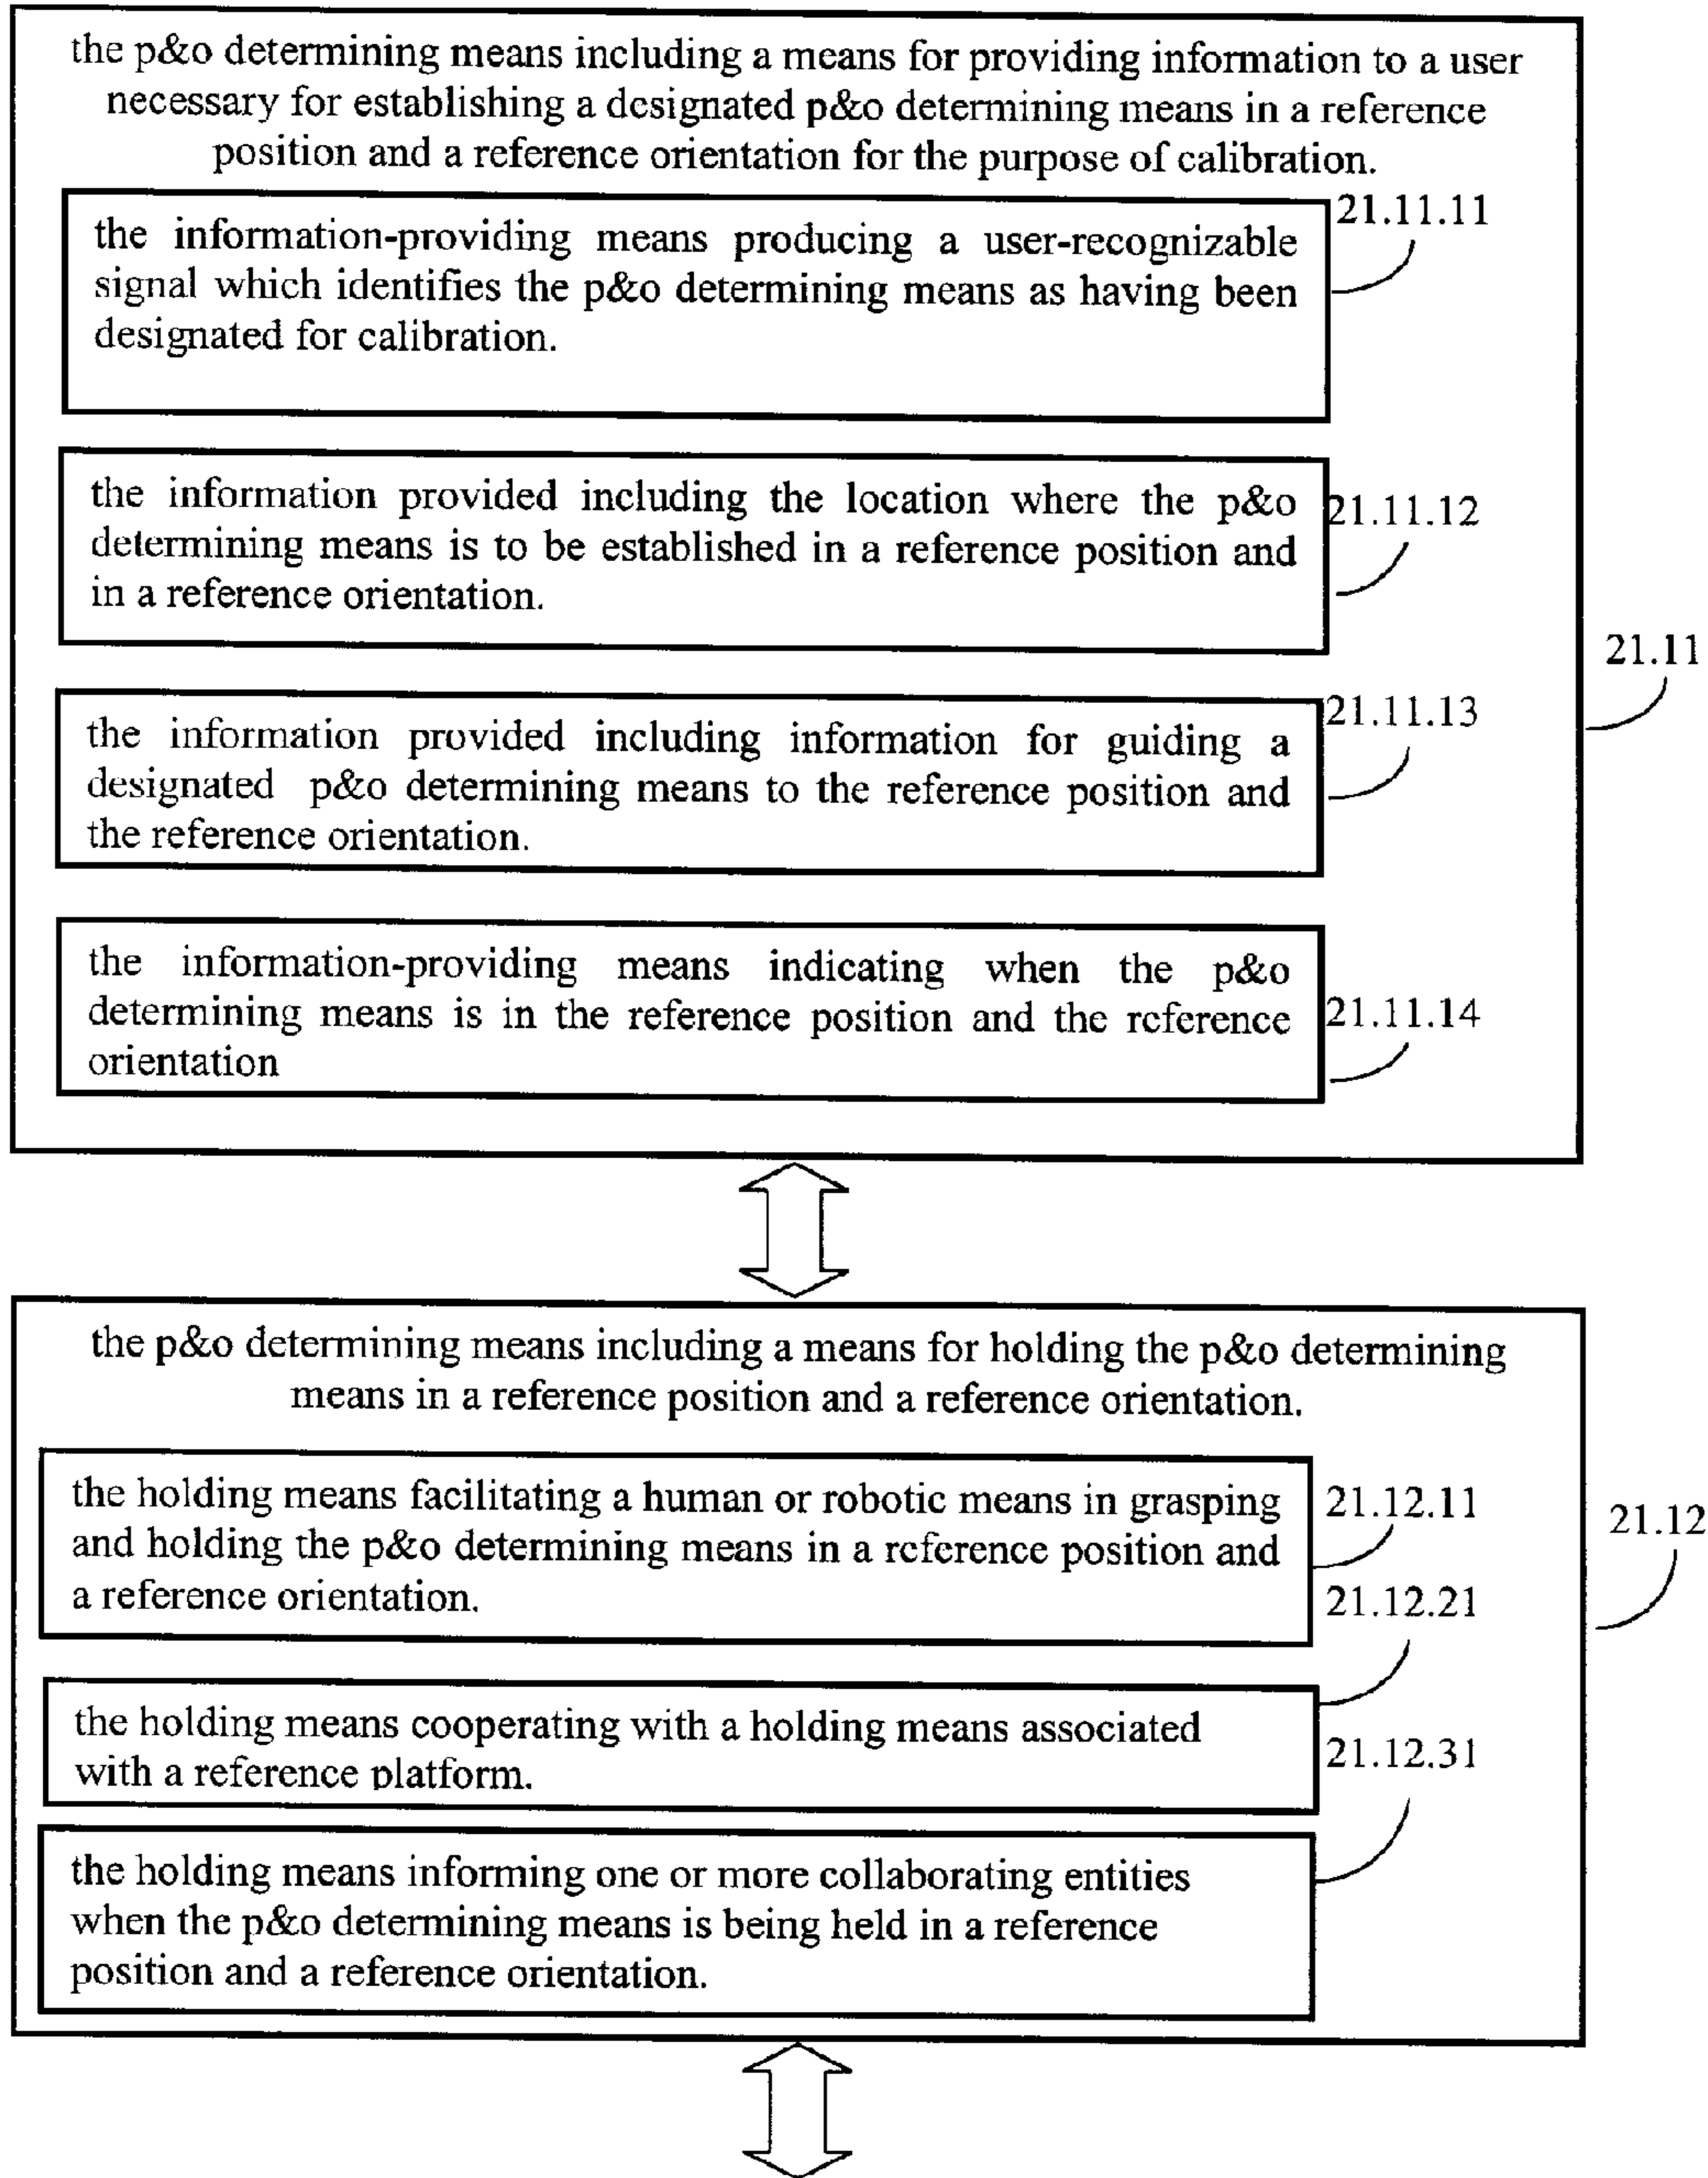 the p&o determining means including a means for providing information to a user
necessary for establishing a designated p&o determining means in a reference
position and a reference orientation for the purpose of calibration.
21.11.11
the information-providing means producing a user-recognizable
signal which identifies the p&o determining means as having been
designated for calibration.
the information provided including the location where the p&o
21.11.12
determining means is to be established in a reference position and
in a reference orientation.
21.11
21.11.13
the information provided including information for guiding a
designated p&o determining means to the reference position and
the reference orientation.
the information-providing means indicating when the p&o
determining means is in the reference position and the reference
21.11.14
orientation
the p&o determining means including a means for holding the p&o determining
means in a reference position and a reference orientation.
the holding means facilitating a human or robotic means in grasping
21.12.11
21.12
and holding the p&o determining means in a reference position and
a reference orientation.
21.12.21
the holding means cooperating with a holding means associated
with a reference platform.
21.12.31
the holding means informing one or more collaborating entities
when the p&o determining means is being held in a reference
position and a reference orientation.